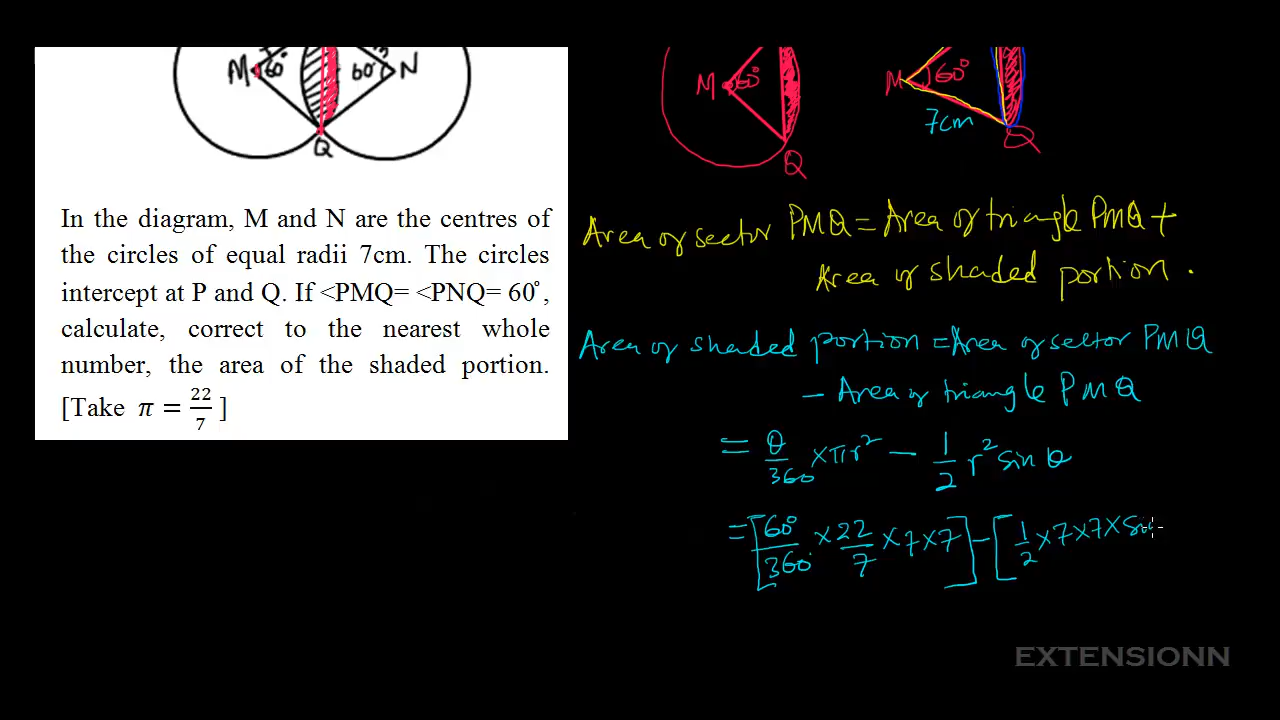 M 60° 60° N
Q
M 60°
Q
M 60°
7cm
Q
In the diagram, M and N are the centres of
the circles of equal radii 7cm. The circles
intercept at P and Q. If <PMQ= <PNQ= 60°,
calculate, correct to the nearest whole
number, the area of the shaded portion.
[Take π = 22/7 ]
Area of sector PMQ = Area of triangle PMQ +
Area of shaded portion.
Area of shaded portion = Area of sector PMQ
- Area of triangle PMQ
= θ/360 × πr² - 1/2 r² sin θ
= [60°/360° × 22/7 × 7 × 7] - [1/2 × 7 × 7 × si
EXTENSIONN